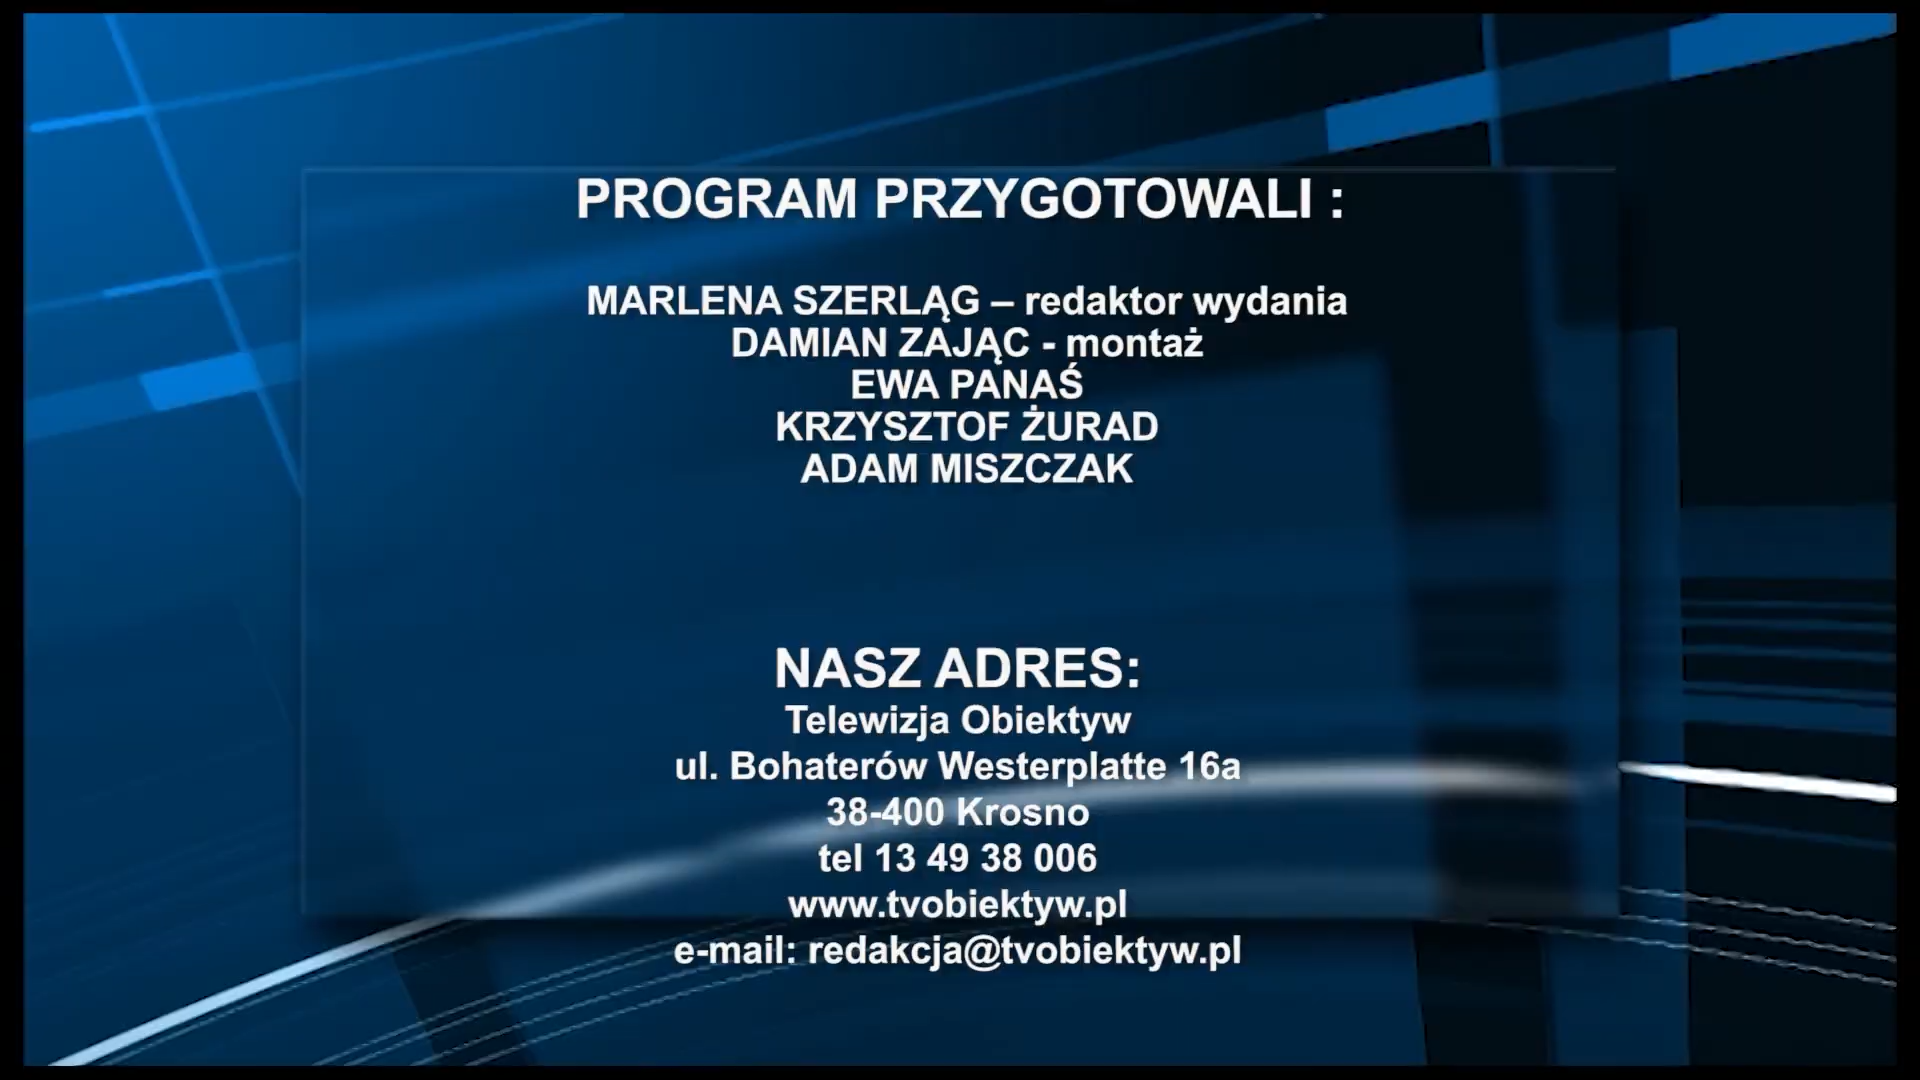 PROGRAM PRZYGOTOWALI :
MARLENA SZERLĄG – redaktor wydania
DAMIAN ZAJĄC - montaż
EWA PANAŚ
KRZYSZTOF ŻURAD
ADAM MISZCZAK
NASZ ADRES:
Telewizja Obiektyw
ul. Bohaterów Westerplatte 16a
38-400 Krosno
tel 13 49 38 006
www.tvobiektyw.pl
e-mail: redakcja@tvobiektyw.pl